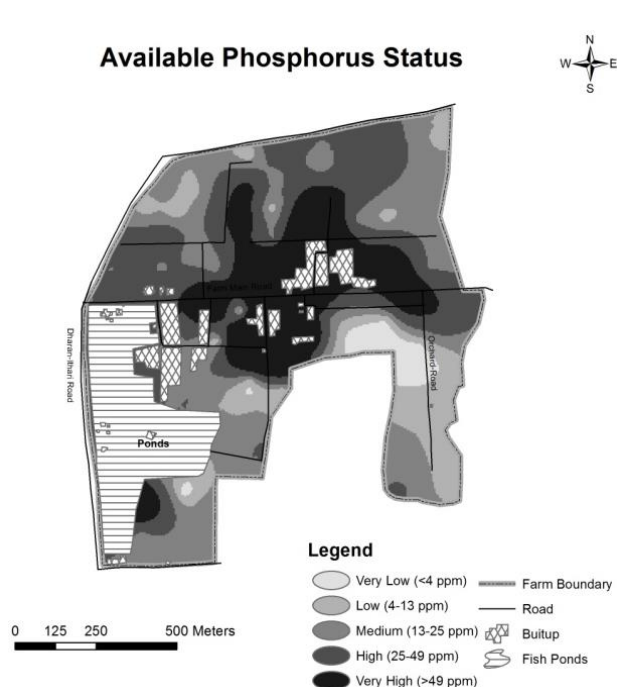 Available Phosphorus Status
N
W E
S
Farm Main Road
Dharan-Ithari Road
Orchard-Road
Ponds
Legend
Very Low (<4 ppm)
Low (4-13 ppm)
Medium (13-25 ppm)
High (25-49 ppm)
Very High (>49 ppm)
Farm Boundary
Road
Buitup
Fish Ponds
0 125 250 500 Meters